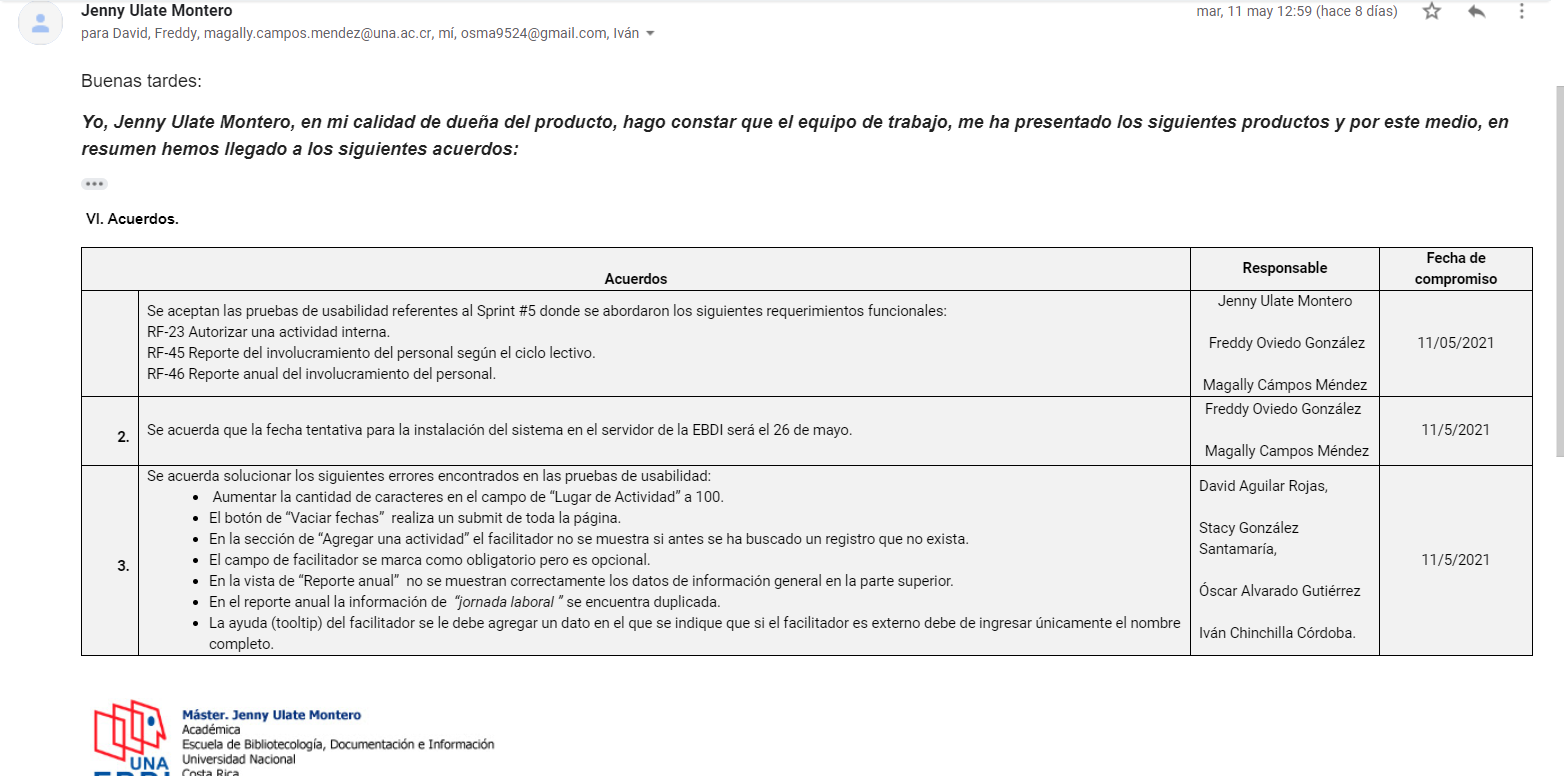 Jenny Ulate Montero
mar, 11 may 12:59 (hace 8 días)
para David, Freddy, magally.campos.mendez@una.ac.cr, mí, osma9524@gmail.com, Iván
Buenas tardes:
Yo, Jenny Ulate Montero, en mi calidad de dueña del producto, hago constar que el equipo de trabajo, me ha presentado los siguientes productos y por este medio, en
resumen hemos llegado a los siguientes acuerdos:
VI. Acuerdos.
Acuerdos
Responsable
Fecha de
compromiso
Se aceptan las pruebas de usabilidad referentes al Sprint #5 donde se abordaron los siguientes requerimientos funcionales:
RF-23 Autorizar una actividad interna.
RF-45 Reporte del involucramiento del personal según el ciclo lectivo.
RF-46 Reporte anual del involucramiento del personal.
Jenny Ulate Montero
Freddy Oviedo González
Magally Cámpos Méndez
11/05/2021
2.
Se acuerda que la fecha tentativa para la instalación del sistema en el servidor de la EBDI será el 26 de mayo.
Freddy Oviedo González
Magally Campos Méndez
11/5/2021
3.
Se acuerda solucionar los siguientes errores encontrados en las pruebas de usabilidad:
• Aumentar la cantidad de caracteres en el campo de “Lugar de Actividad” a 100.
• El botón de “Vaciar fechas” realiza un submit de toda la página.
• En la sección de “Agregar una actividad” el facilitador no se muestra si antes se ha buscado un registro que no exista.
• El campo de facilitador se marca como obligatorio pero es opcional.
• En la vista de “Reporte anual” no se muestran correctamente los datos de información general en la parte superior.
• En el reporte anual la información de “jornada laboral ” se encuentra duplicada.
• La ayuda (tooltip) del facilitador se le debe agregar un dato en el que se indique que si el facilitador es externo debe de ingresar únicamente el nombre
completo.
David Aguilar Rojas,
Stacy González
Santamaría,
Óscar Alvarado Gutiérrez
Iván Chinchilla Córdoba.
11/5/2021
UNA
EBDI
Máster. Jenny Ulate Montero
Académica
Escuela de Bibliotecología, Documentación e Información
Universidad Nacional
Costa Rica